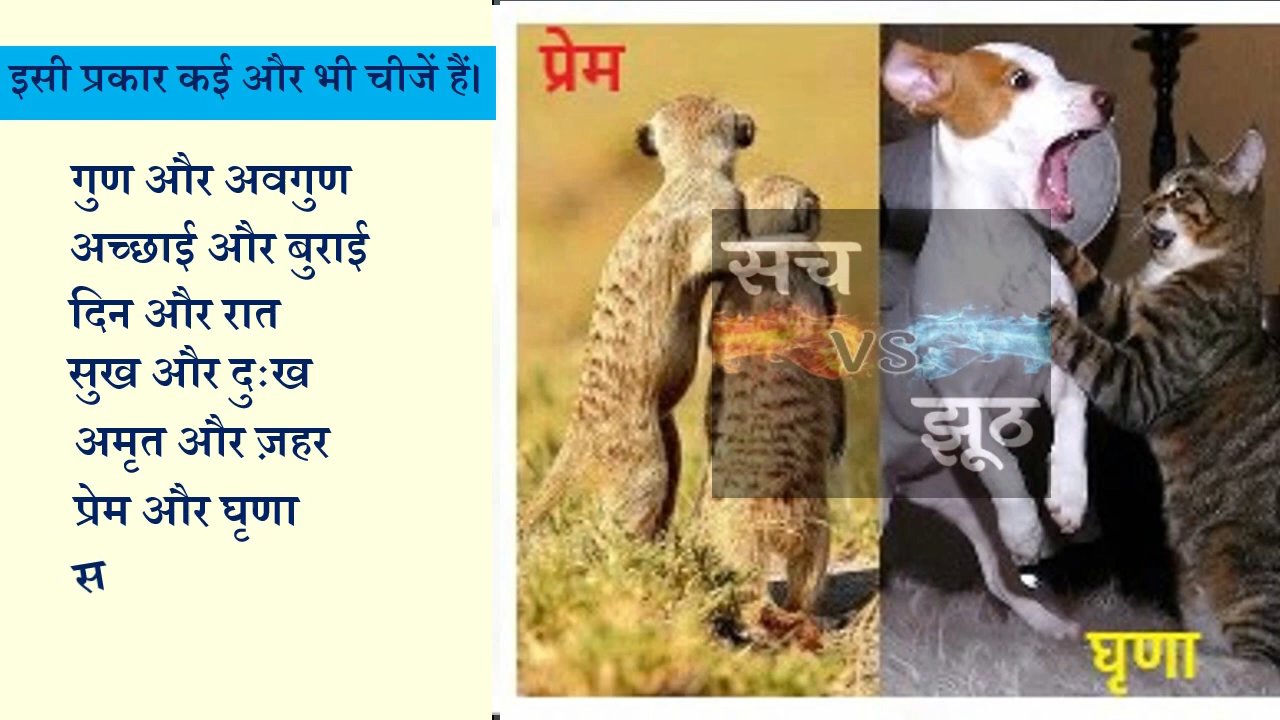 इसी प्रकार कई और भी चीजें हैं।
गुण और अवगुण
अच्छाई और बुराई
दिन और रात
सुख और दुःख
अमृत और ज़हर
प्रेम और घृणा
स
प्रेम
सच
VS
झूठ
घृणा